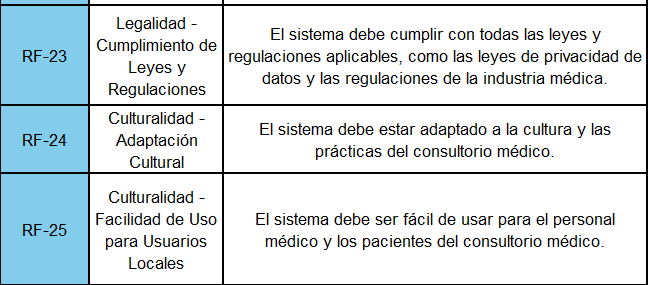 RF-23
Legalidad -
Cumplimiento de
Leyes y
Regulaciones
El sistema debe cumplir con todas las leyes y
regulaciones aplicables, como las leyes de privacidad de
datos y las regulaciones de la industria médica.
RF-24
Culturalidad -
Adaptación
Cultural
El sistema debe estar adaptado a la cultura y las
prácticas del consultorio médico.
RF-25
Culturalidad -
Facilidad de Uso
para Usuarios
Locales
El sistema debe ser fácil de usar para el personal
médico y los pacientes del consultorio médico.